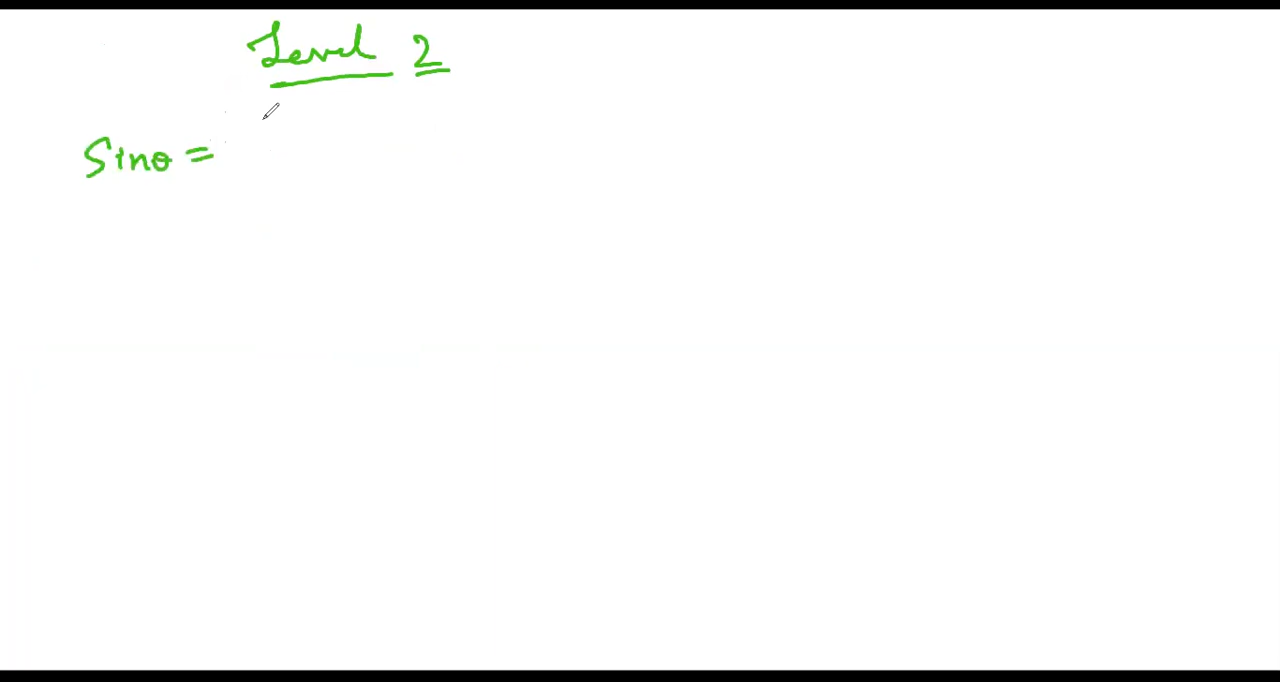 Level 2
Sinθ =